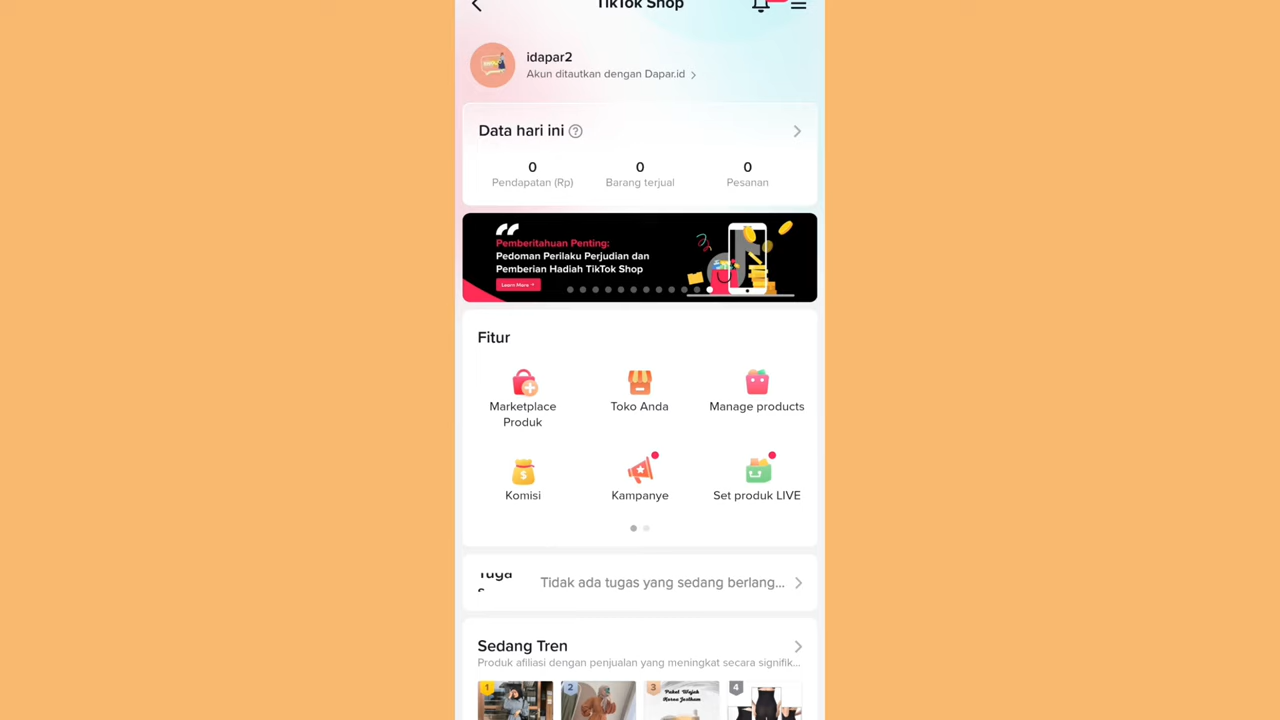 TikTok Shop
idapar2
Akun ditautkan dengan Dapar.id
Data hari ini
0
0
0
Pendapatan (Rp)
Barang terjual
Pesanan
Pemberitahuan Penting:
Pedoman Perilaku Perjudian dan
Pemberian Hadiah TikTok Shop
Learn More
Fitur
Marketplace
Produk
Toko Anda
Manage products
Komisi
Kampanye
Set produk LIVE
Tuga
s
Tidak ada tugas yang sedang berlang...
Sedang Tren
Produk afiliasi dengan penjualan yang meningkat secara signifik...
1
2
3
4
Paket Wajik